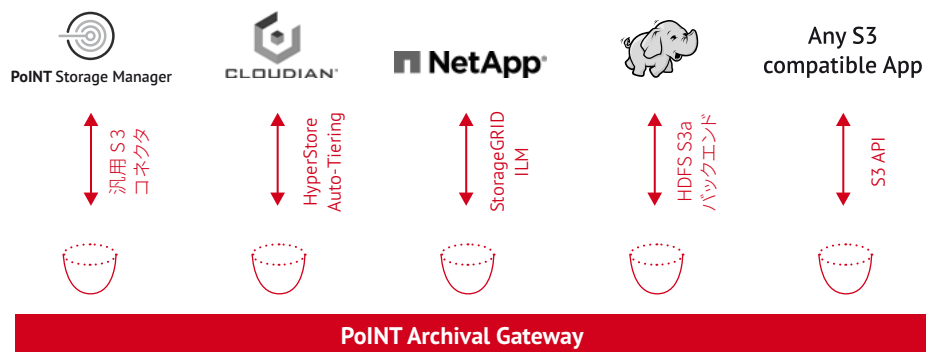 PoINT Storage Manager
CLOUDIAN
NetApp
Any S3
compatible App
汎用 S 3
コネクタ
HyperStore
Auto-Tiering
StorageGRID
ILM
HDFS S3a
バックエンド
S3 API
PoINT Archival Gateway